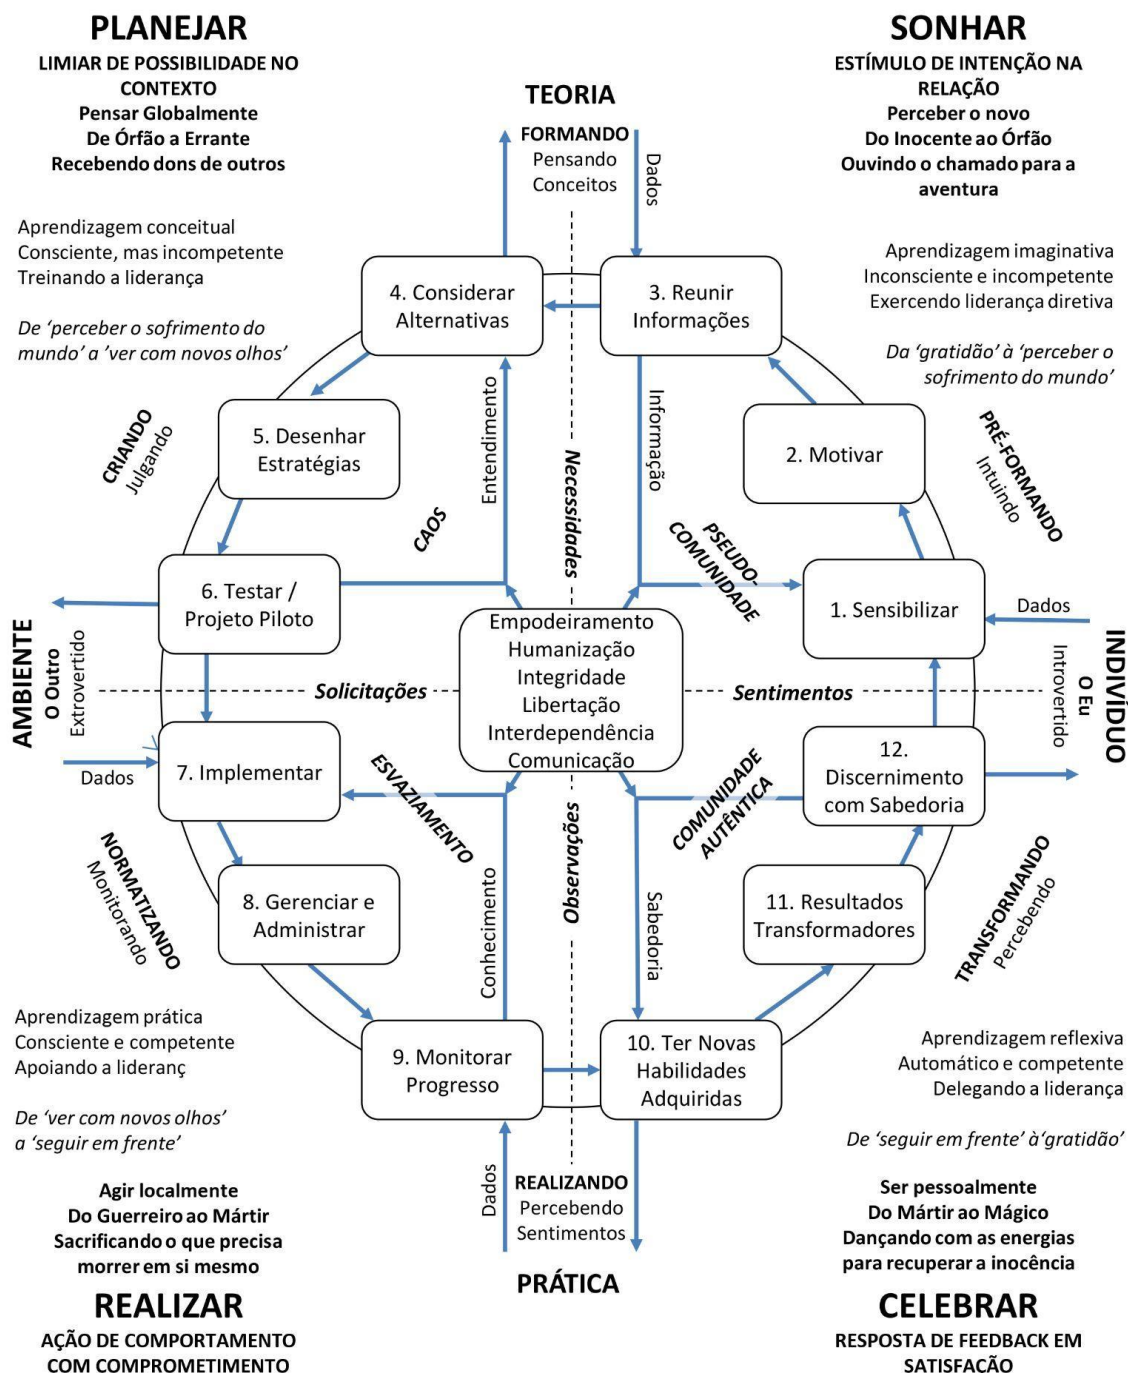 PLANEJAR
LIMIAR DE POSSIBILIDADE NO
CONTEXTO
Pensar Globalmente
De Órfão a Errante
Recebendo dons de outros
SONHAR
ESTÍMULO DE INTENÇÃO NA
RELAÇÃO
Perceber o novo
Do Inocente ao Órfão
Ouvindo o chamado para a
aventura
TEORIA
FORMANDO
Pensando
Conceitos
Dados
Aprendizagem conceitual
Consciente, mas incompetente
Treinando a liderança
De ‘perceber o sofrimento do
mundo’ a ’ver com novos olhos’
Aprendizagem imaginativa
Inconsciente e incompetente
Exercendo liderança diretiva
Da ‘gratidão’ à ‘perceber o
sofrimento do mundo’
4. Considerar
Alternativas
3. Reunir
Informações
5. Desenhar
Estratégias
2. Motivar
CRIANDO
Julgando
PRÉ-FORMANDO
Intuindo
Entendimento
Necessidades
Informação
CAOS
PSEUDO-
COMUNIDADE
6. Testar /
Projeto Piloto
1. Sensibilizar
Dados
Empodeiramento
Humanização
Integridade
Libertação
Interdependência
Comunicação
AMBIENTE
O Outro
Extrovertido
Solicitações
Sentimentos
Introvertido
O Eu
INDIVÍDUO
Dados
7. Implementar
12.
Discernimento
com Sabedoria
ESVAZIAMENTO
COMUNIDADE
AUTÊNTICA
Observações
NORMATIZANDO
Monitorando
TRANSFORMANDO
Percebendo
8. Gerenciar e
Administrar
11. Resultados
Transformadores
Conhecimento
Sabedoria
9. Monitorar
Progresso
10. Ter Novas
Habilidades
Adquiridas
Aprendizagem prática
Consciente e competente
Apoiando a lideranç
De ‘ver com novos olhos’
a ‘seguir em frente’
Aprendizagem reflexiva
Automático e competente
Delegando a liderança
De ‘seguir em frente’ à‘gratidão’
Dados
REALIZANDO
Percebendo
Sentimentos
PRÁTICA
Agir localmente
Do Guerreiro ao Mártir
Sacrificando o que precisa
morrer em si mesmo
REALIZAR
AÇÃO DE COMPORTAMENTO
COM COMPROMETIMENTO
Ser pessoalmente
Do Mártir ao Mágico
Dançando com as energias
para recuperar a inocência
CELEBRAR
RESPOSTA DE FEEDBACK EM
SATISFAÇÃO